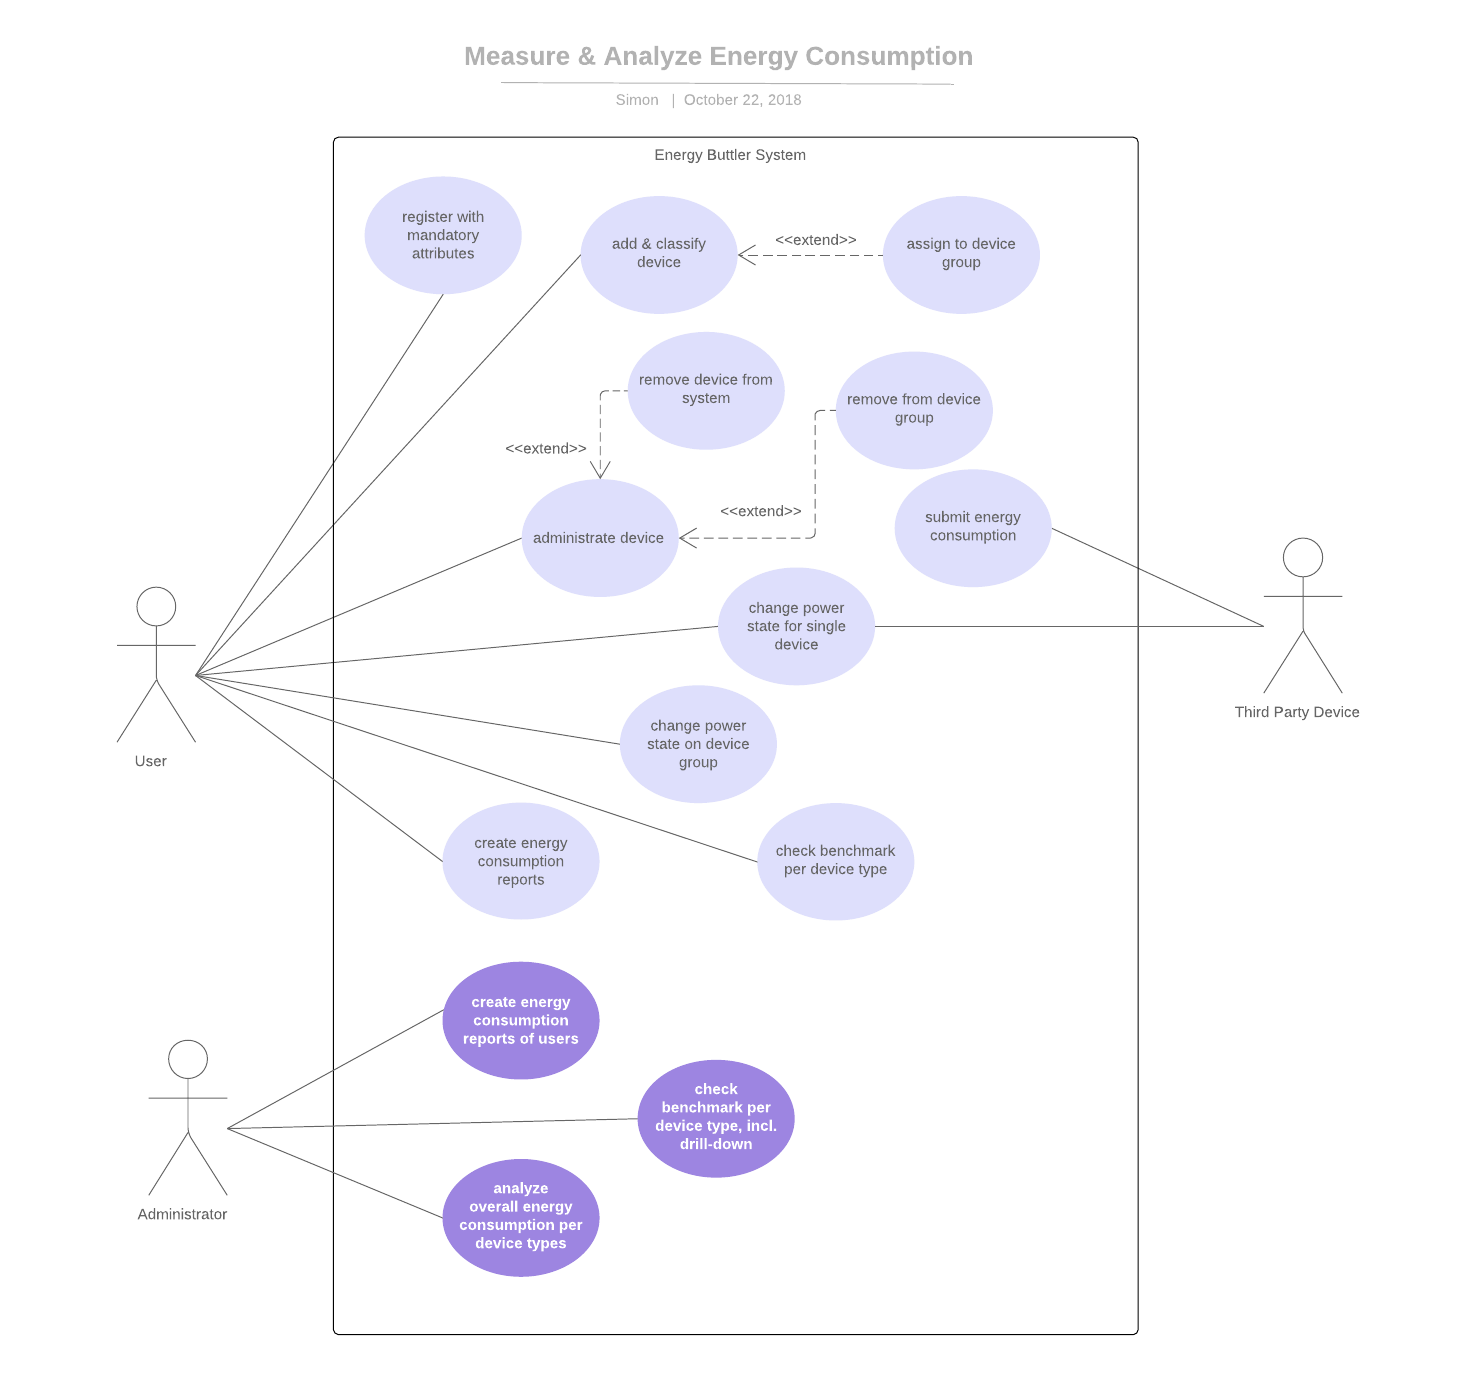 Measure & Analyze Energy Consumption
Simon | October 22, 2018
Energy Buttler System
register with
mandatory
attributes
add & classify
device
<<extend>>
assign to device
group
remove device from
system
remove from device
group
<<extend>>
administrate device
<<extend>>
submit energy
consumption
change power
state for single
device
Third Party Device
change power
state on device
group
User
create energy
consumption
reports
check benchmark
per device type
create energy
consumption
reports of users
check
benchmark per
device type, incl.
drill-down
analyze
overall energy
consumption per
device types
Administrator